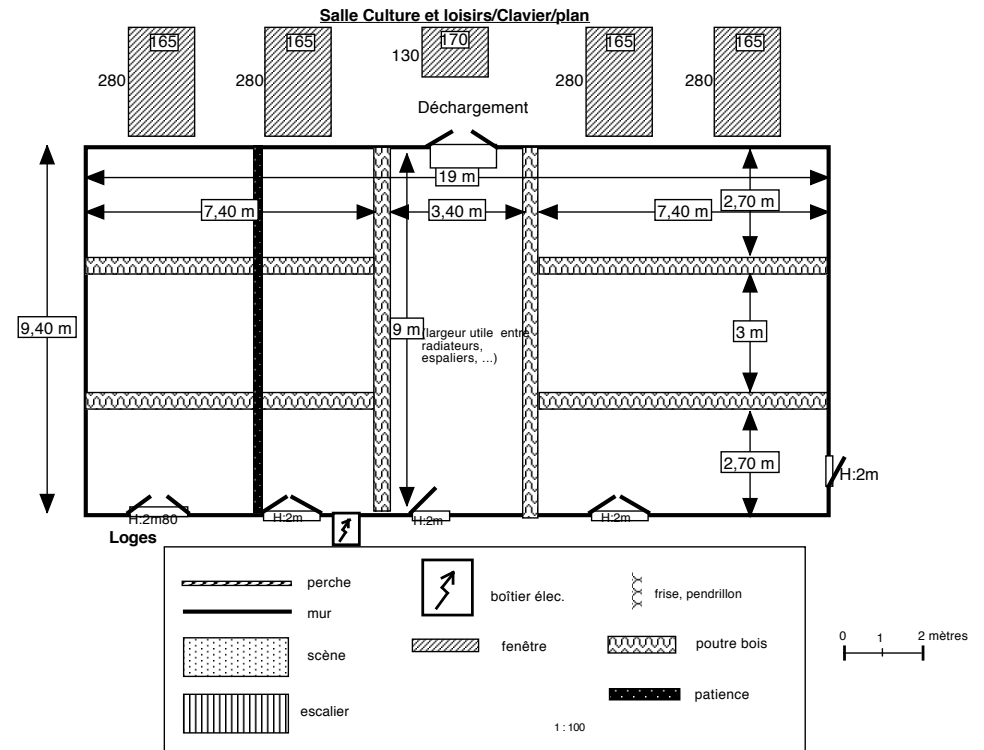 Salle Culture et loisirs/Clavier/plan
165
165
170
165
165
280
280
130
280
280
Déchargement
19 m
7,40 m
3,40 m
7,40 m
2,70 m
9,40 m
9 m
(largeur utile entre
radiateurs,
espaliers, ...)
3 m
2,70 m
H:2m
H:2m80
H:2m
H:2m
H:2m
Loges
perche
mur
scène
escalier
boîtier élec.
fenêtre
frise, pendrillon
poutre bois
patience
1 : 100
0 1 2 mètres